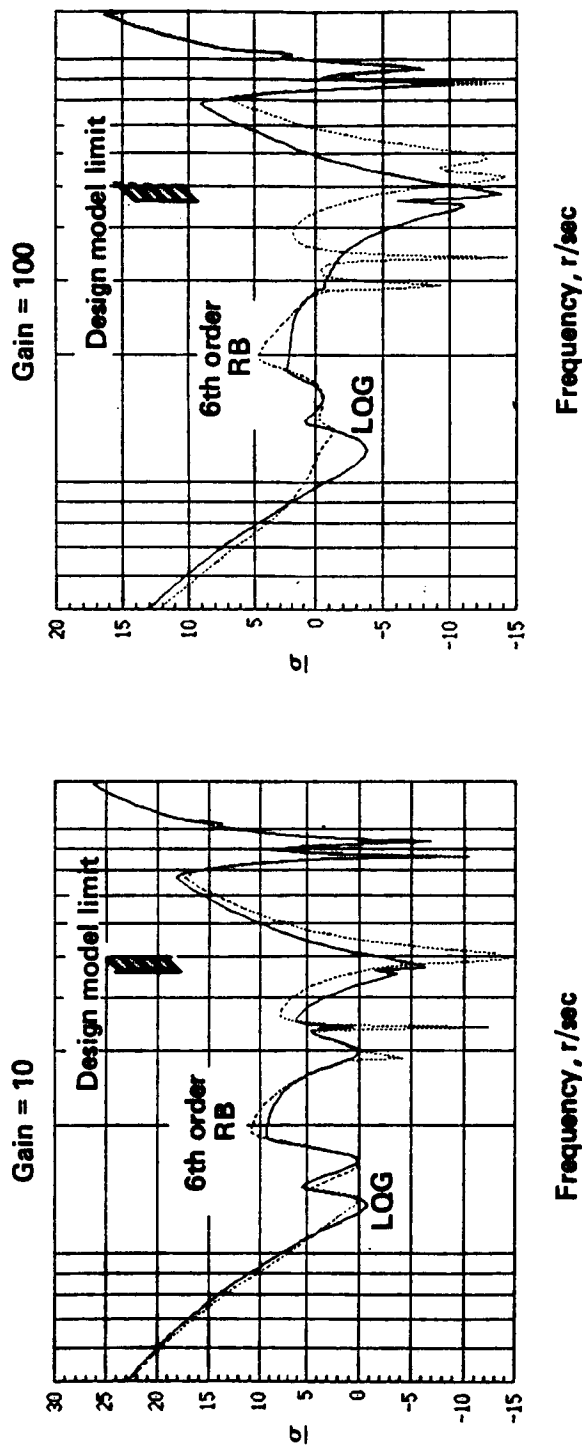 Gain = 10
Design model limit
6th order
RB
LQG
30
25
20
15
10
5
0
-5
-10
-15
σ
Frequency, r/sec
Gain = 100
Design model limit
6th order
RB
LQG
20
15
10
5
0
-5
-10
-15
σ
Frequency, r/sec